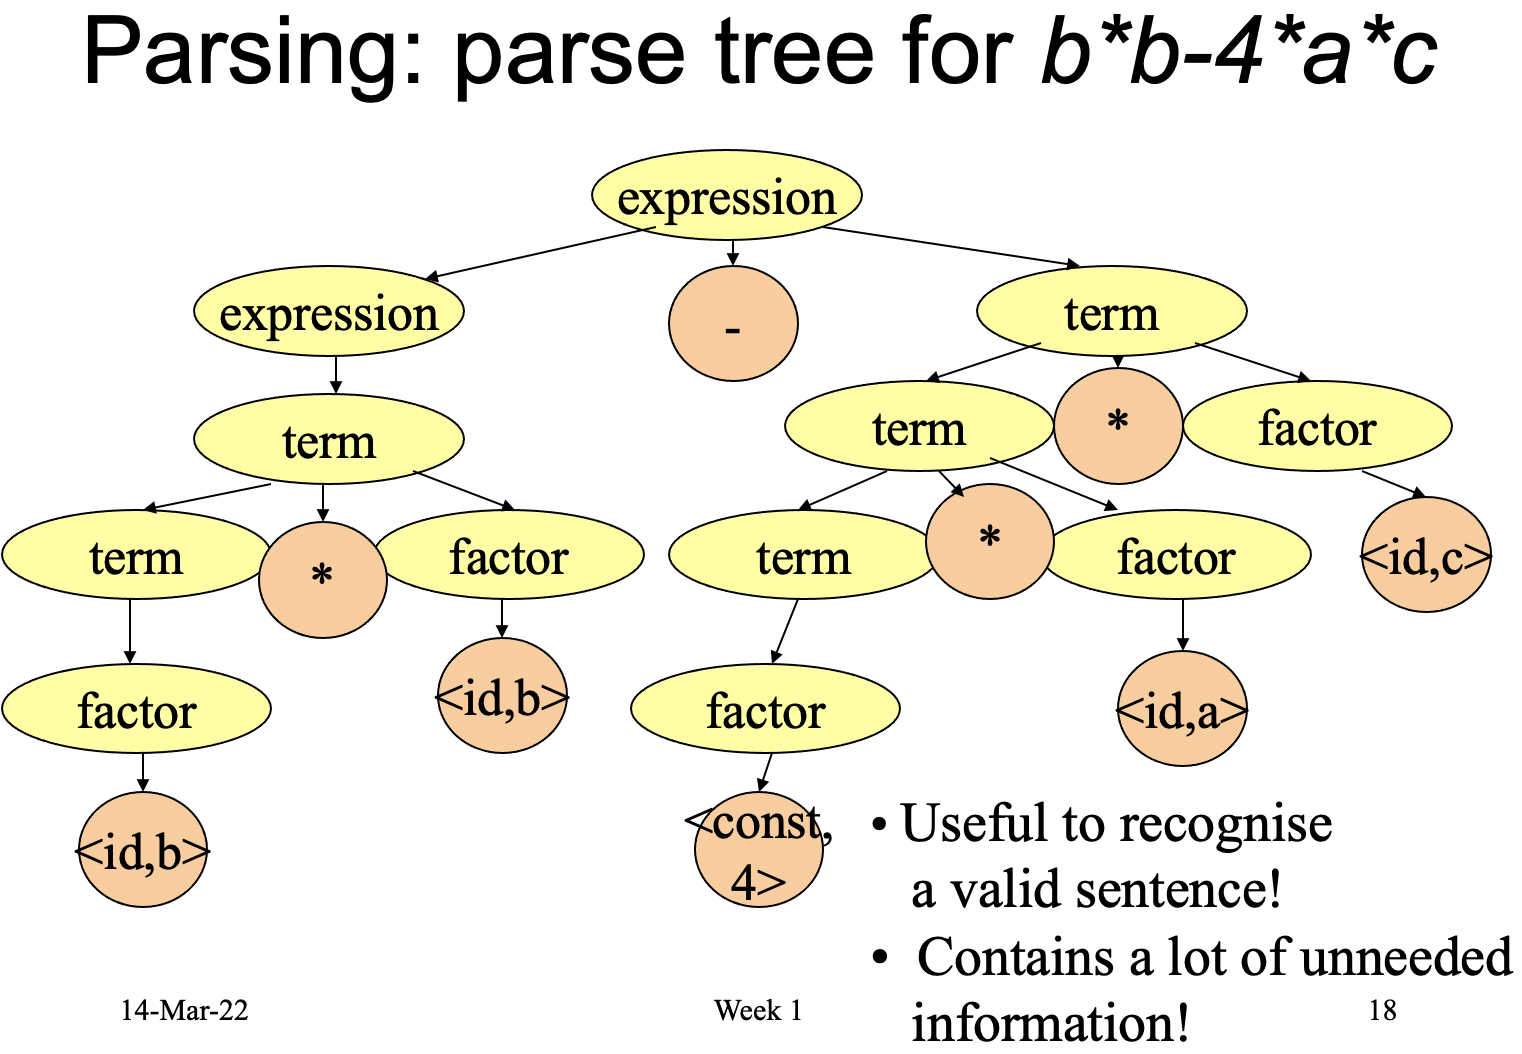 Parsing: parse tree for b*b-4*a*c
expression
expression
-
term
term
term
*
factor
term
*
factor
term
*
factor
<id,c>
factor
<id,b>
factor
<id,a>
<id,b>
<const,
4>
• Useful to recognise
a valid sentence!
• Contains a lot of unneeded
information!
14-Mar-22
Week 1
18